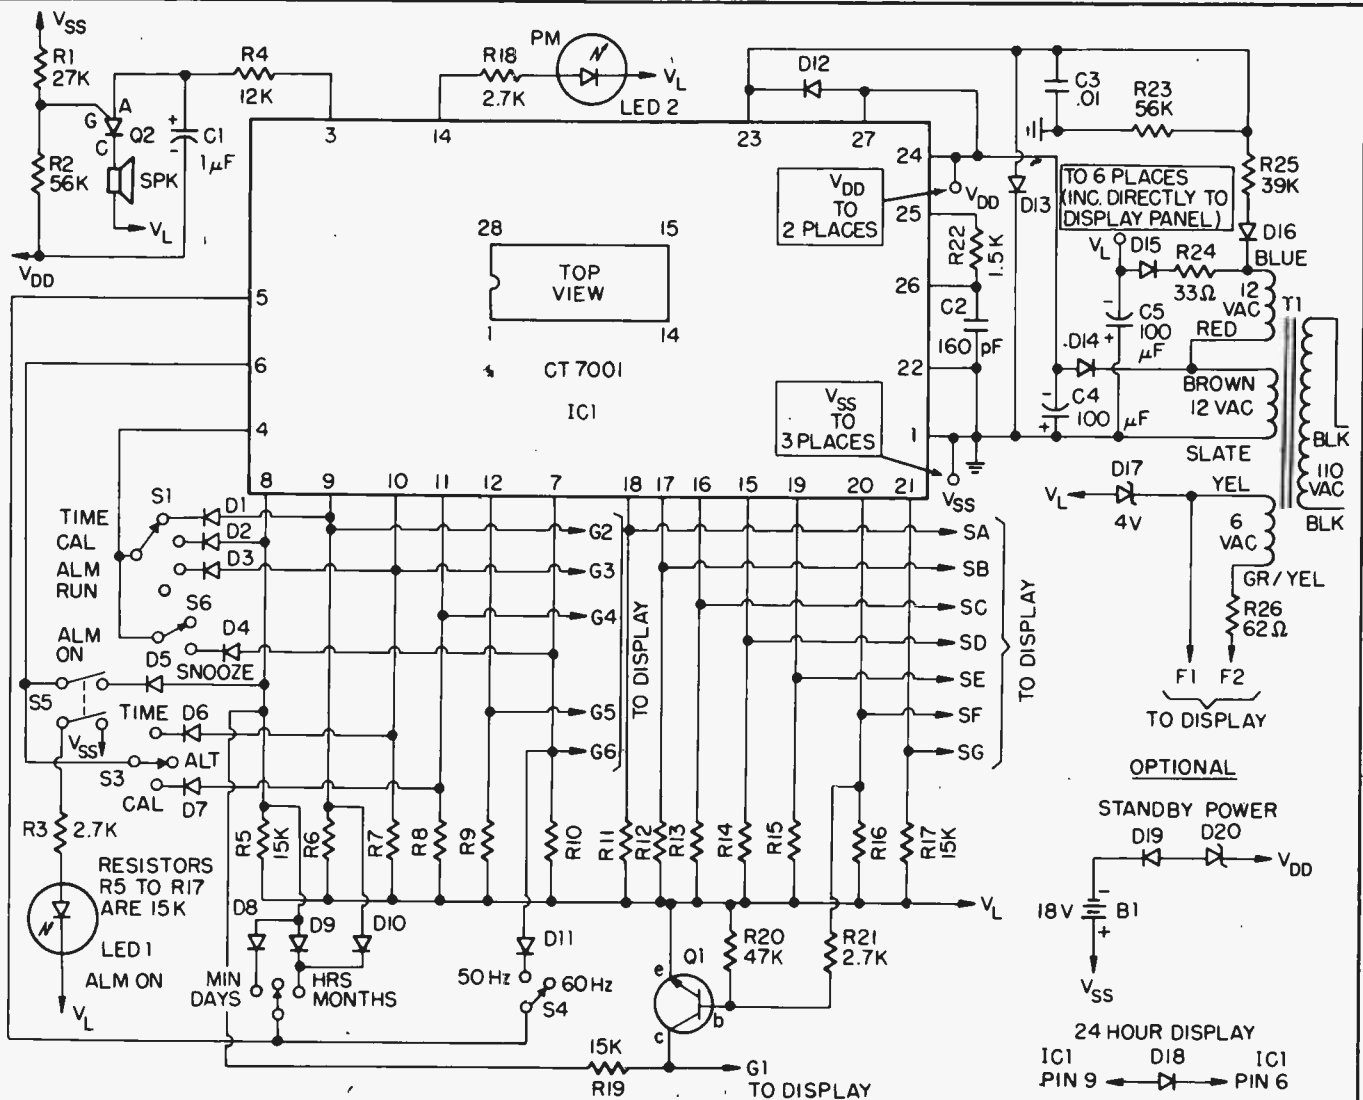 VSS
R1
27K
R4
12K
A
G
Q2
C
C1
1µF
R2
56K
SPK
VL
VDD
R18
2.7K
PM
VL
LED 2
D12
C3
.01
R23
56K
R25
39K
D16
BLUE
3
14
23
27
24
VDD
TO
2 PLACES
VDD
D13
TO 6 PLACES
(INC. DIRECTLY TO
DISPLAY PANEL)
VL
D15
R24
33Ω
12
VAC
T1
25
R22
1.5K
26
C2
160 pF
C5
100
µF
RED
D14
28
15
TOP
VIEW
1
14
CT 7001
IC1
5
6
4
22
1
VSS
TO
3 PLACES
VSS
C4
100 µF
BROWN
12 VAC
SLATE
BLK
110
VAC
BLK
D17
VL
4V
YEL
6
VAC
GR/YEL
R26
62Ω
F1
F2
TO DISPLAY
8
9
10
11
12
7
18
17
16
15
19
20
21
S1
TIME
CAL
ALM
RUN
D1
D2
D3
S6
ALM
ON
D4
SNOOZE
D5
S5
VSS
TIME
D6
S3
ALT
CAL
D7
G2
G3
G4
G5
G6
TO DISPLAY
SA
SB
SC
SD
SE
SF
SG
TO DISPLAY
R3
2.7K
RESISTORS
R5 TO R17
ARE 15K
LED 1
ALM ON
VL
R5
15K
R6
R7
R8
R9
R10
R11
R12
R13
R14
R15
R16
R17
15K
VL
D8
D9
D10
D11
MIN
DAYS
HRS
MONTHS
50 Hz
60 Hz
S4
Q1
e
b
c
R20
47K
R21
2.7K
15K
R19
G1
TO DISPLAY
OPTIONAL
STANDBY POWER
D19
D20
VDD
18V
B1
VSS
24 HOUR DISPLAY
IC1
PIN 9
D18
IC1
PIN 6